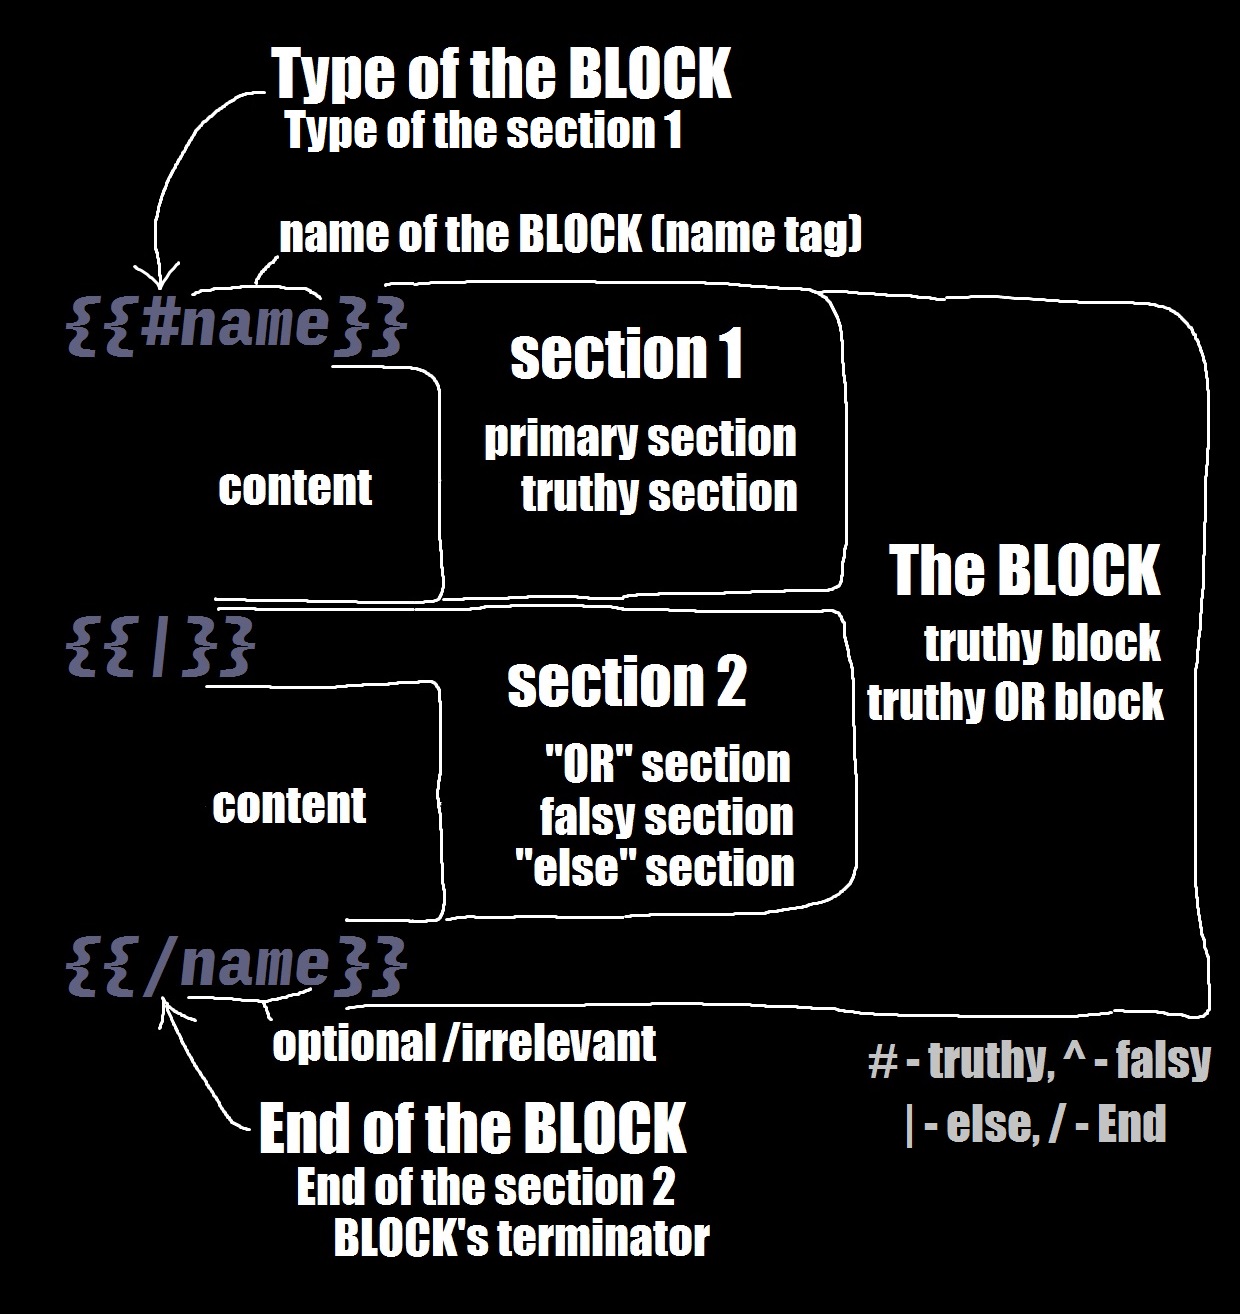 Type of the BLOCK
Type of the section 1
name of the BLOCK (name tag)
{{#name}}
section 1
primary section
truthy section
content
The BLOCK
truthy block
truthy OR block
{{|}}
section 2
"OR" section
falsy section
"else" section
content
{{/name}}
optional /irrelevant
End of the BLOCK
End of the section 2
BLOCK's terminator
# - truthy, ^ - falsy
| - else, / - End